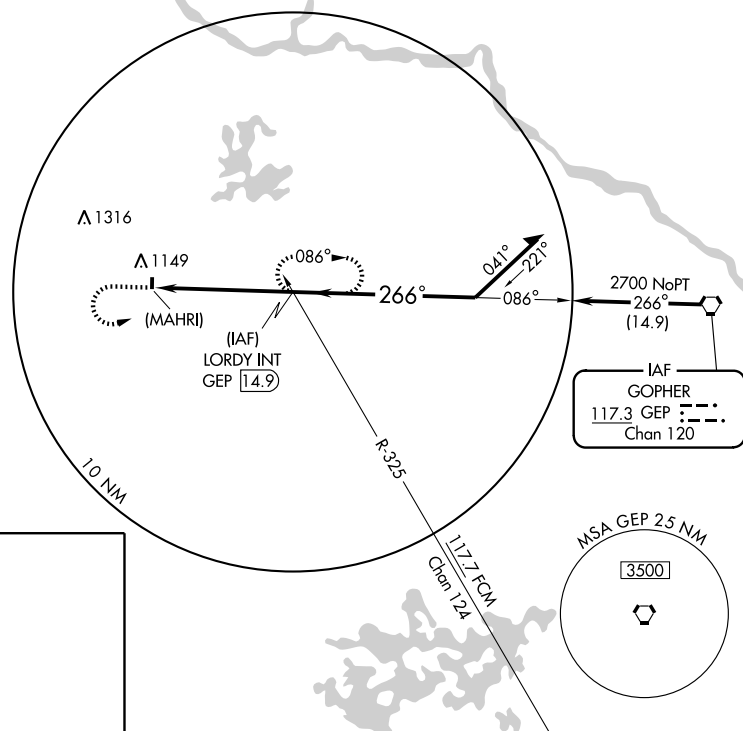 1316
1149
086°
041°
221°
2700 NoPT
266°
086°
266°
(14.9)
(MAHRI)
(IAF)
LORDY INT
GEP 14.9
IAF
GOPHER
117.3 GEP
Chan 120
R-325
10 NM
117.7 FCM
Chan 124
MSA GEP 25 NM
3500